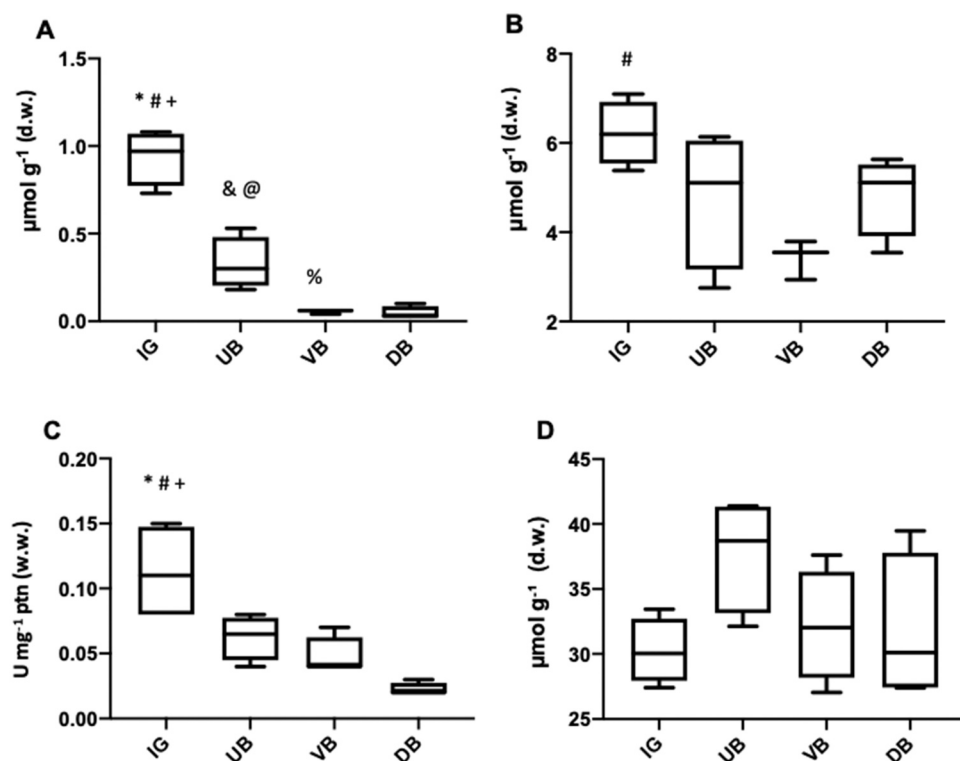 A
µmol g⁻¹ (d.w.)
1.5
1.0
0.5
0.0
* # +
& @
%
IG
UB
VB
DB
B
µmol g⁻¹ (d.w.)
8
6
4
2
#
IG
UB
VB
DB
C
U mg⁻¹ ptn (w.w.)
0.20
0.15
0.10
0.05
0.00
* # +
IG
UB
VB
DB
D
µmol g⁻¹ (d.w.)
45
40
35
30
25
IG
UB
VB
DB